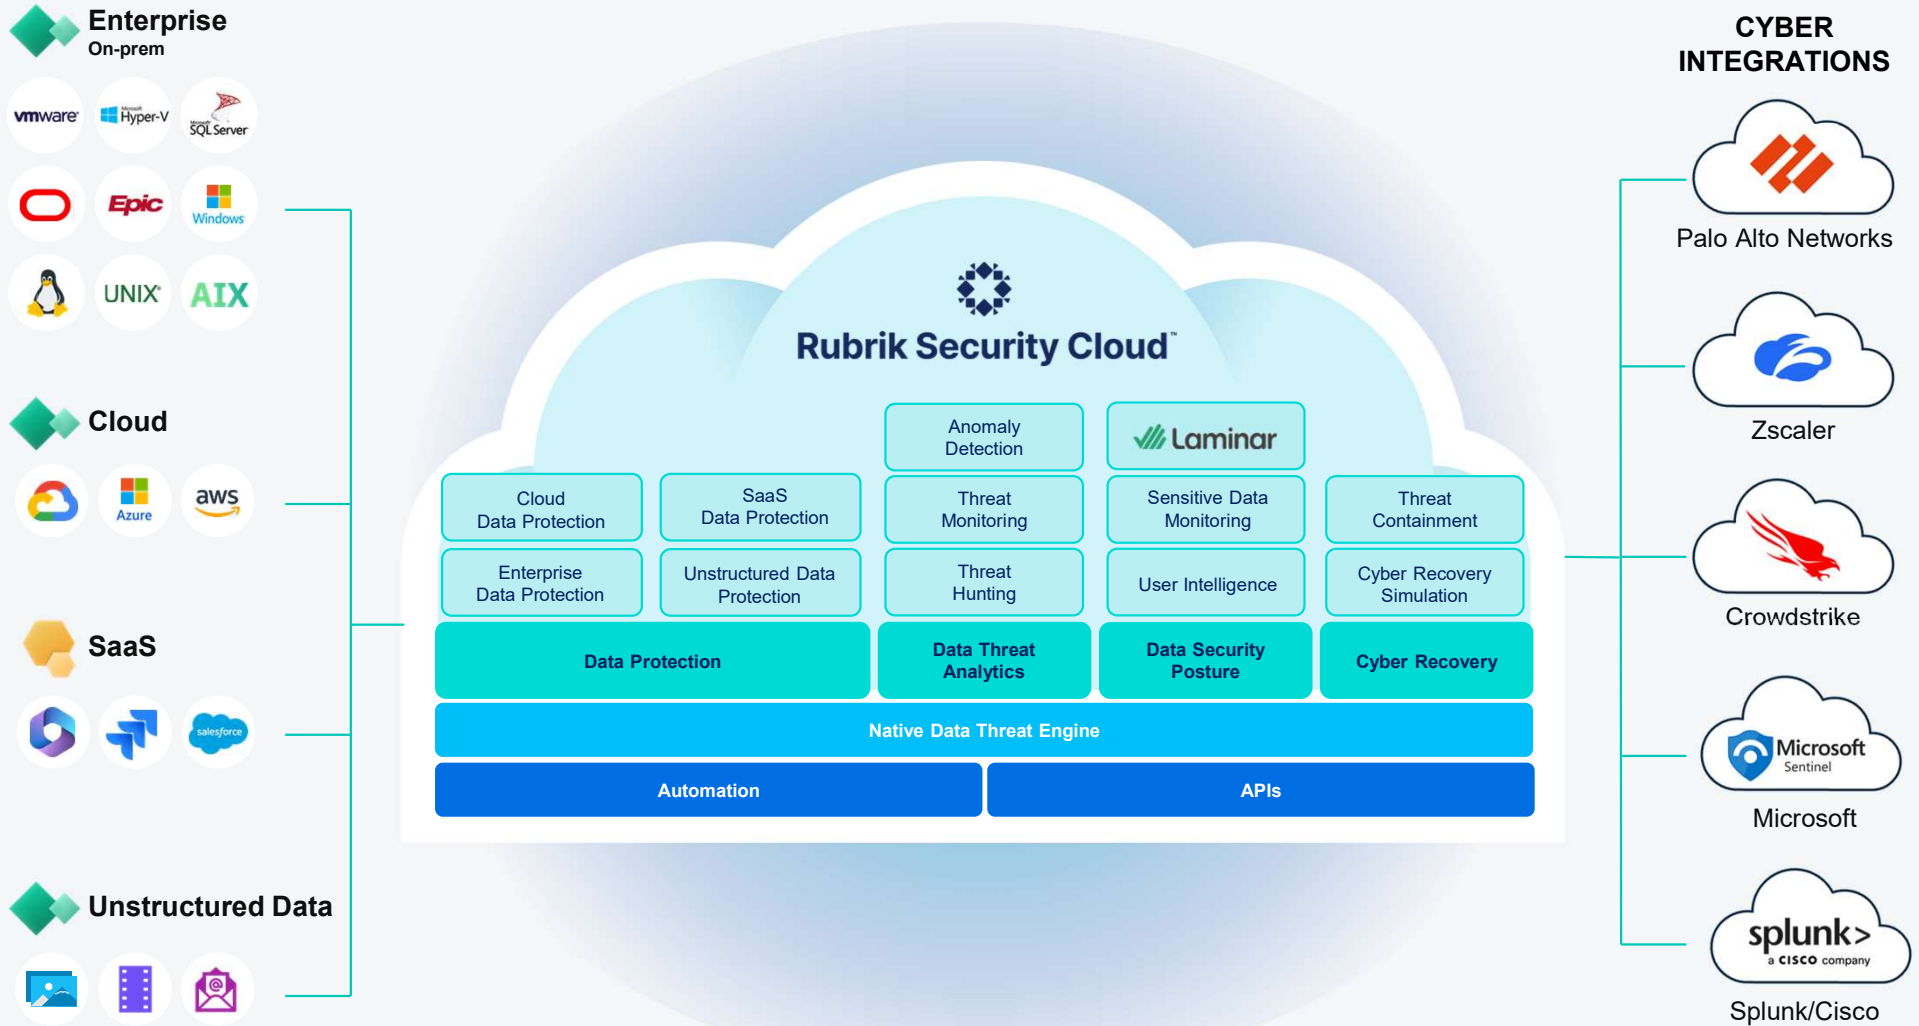 Enterprise
On-prem
vmware
Microsoft
Hyper-V
Microsoft
SQL Server
Epic
Windows
UNIX
AIX
Cloud
Azure
aws
SaaS
salesforce
Unstructured Data
Rubrik Security Cloud™
Anomaly
Detection
Laminar
Cloud
Data Protection
SaaS
Data Protection
Threat
Monitoring
Sensitive Data
Monitoring
Threat
Containment
Enterprise
Data Protection
Unstructured Data
Protection
Threat
Hunting
User Intelligence
Cyber Recovery
Simulation
Data Protection
Data Threat
Analytics
Data Security
Posture
Cyber Recovery
Native Data Threat Engine
Automation
APIs
CYBER
INTEGRATIONS
Palo Alto Networks
Zscaler
Crowdstrike
Microsoft
Sentinel
Microsoft
splunk>
a CISCO company
Splunk/Cisco